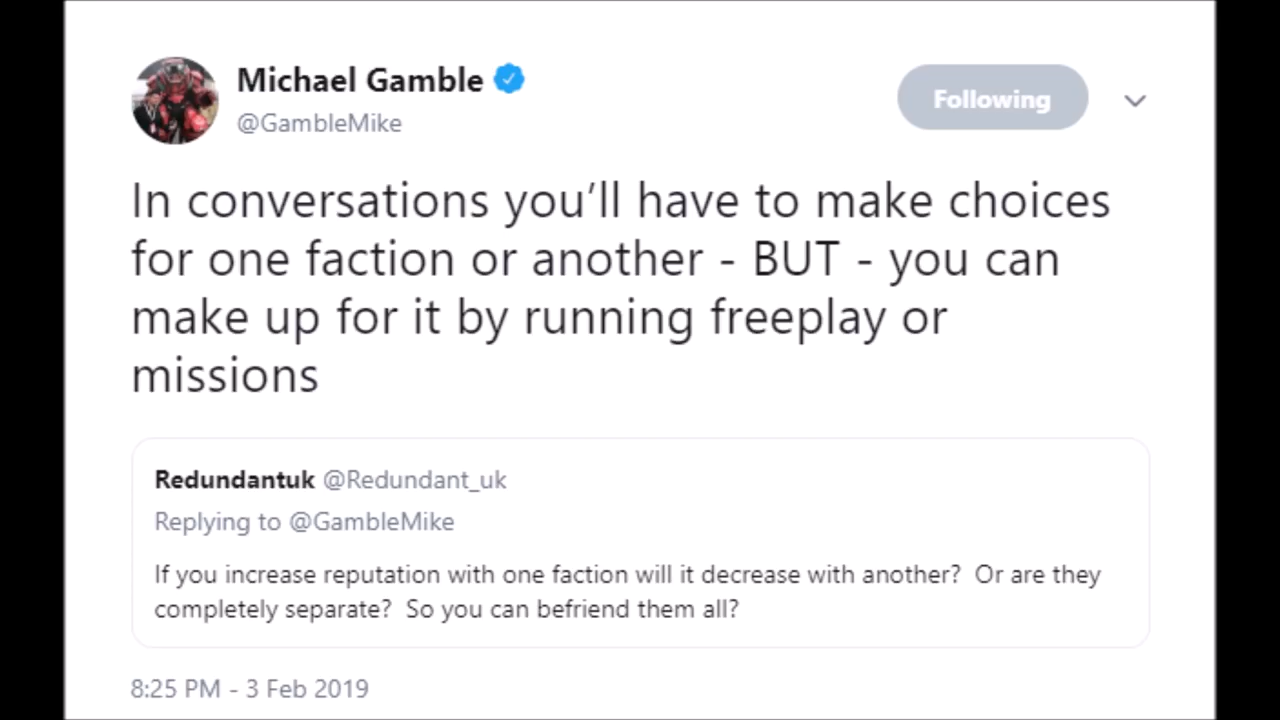 Michael Gamble
@GambleMike
Following
In conversations you’ll have to make choices
for one faction or another - BUT - you can
make up for it by running freeplay or
missions
Redundantuk @Redundant_uk
Replying to @GambleMike
If you increase reputation with one faction will it decrease with another?  Or are they
completely separate?  So you can befriend them all?
8:25 PM - 3 Feb 2019